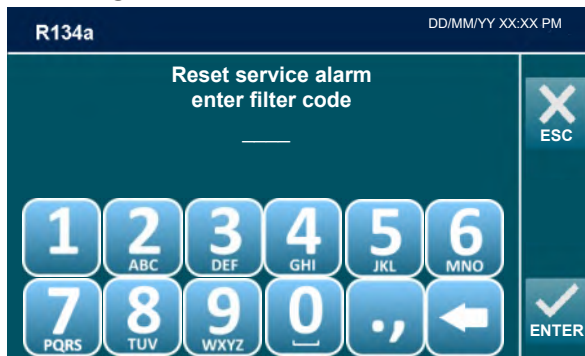 R134a DD/MM/YY XX:XX PM
Reset service alarm
enter filter code
_____
ESC
1 2 3 4 5 6
ABC DEF GHI JKL MNO
7 8 9 0 .,
PQRS TUV WXYZ
ENTER